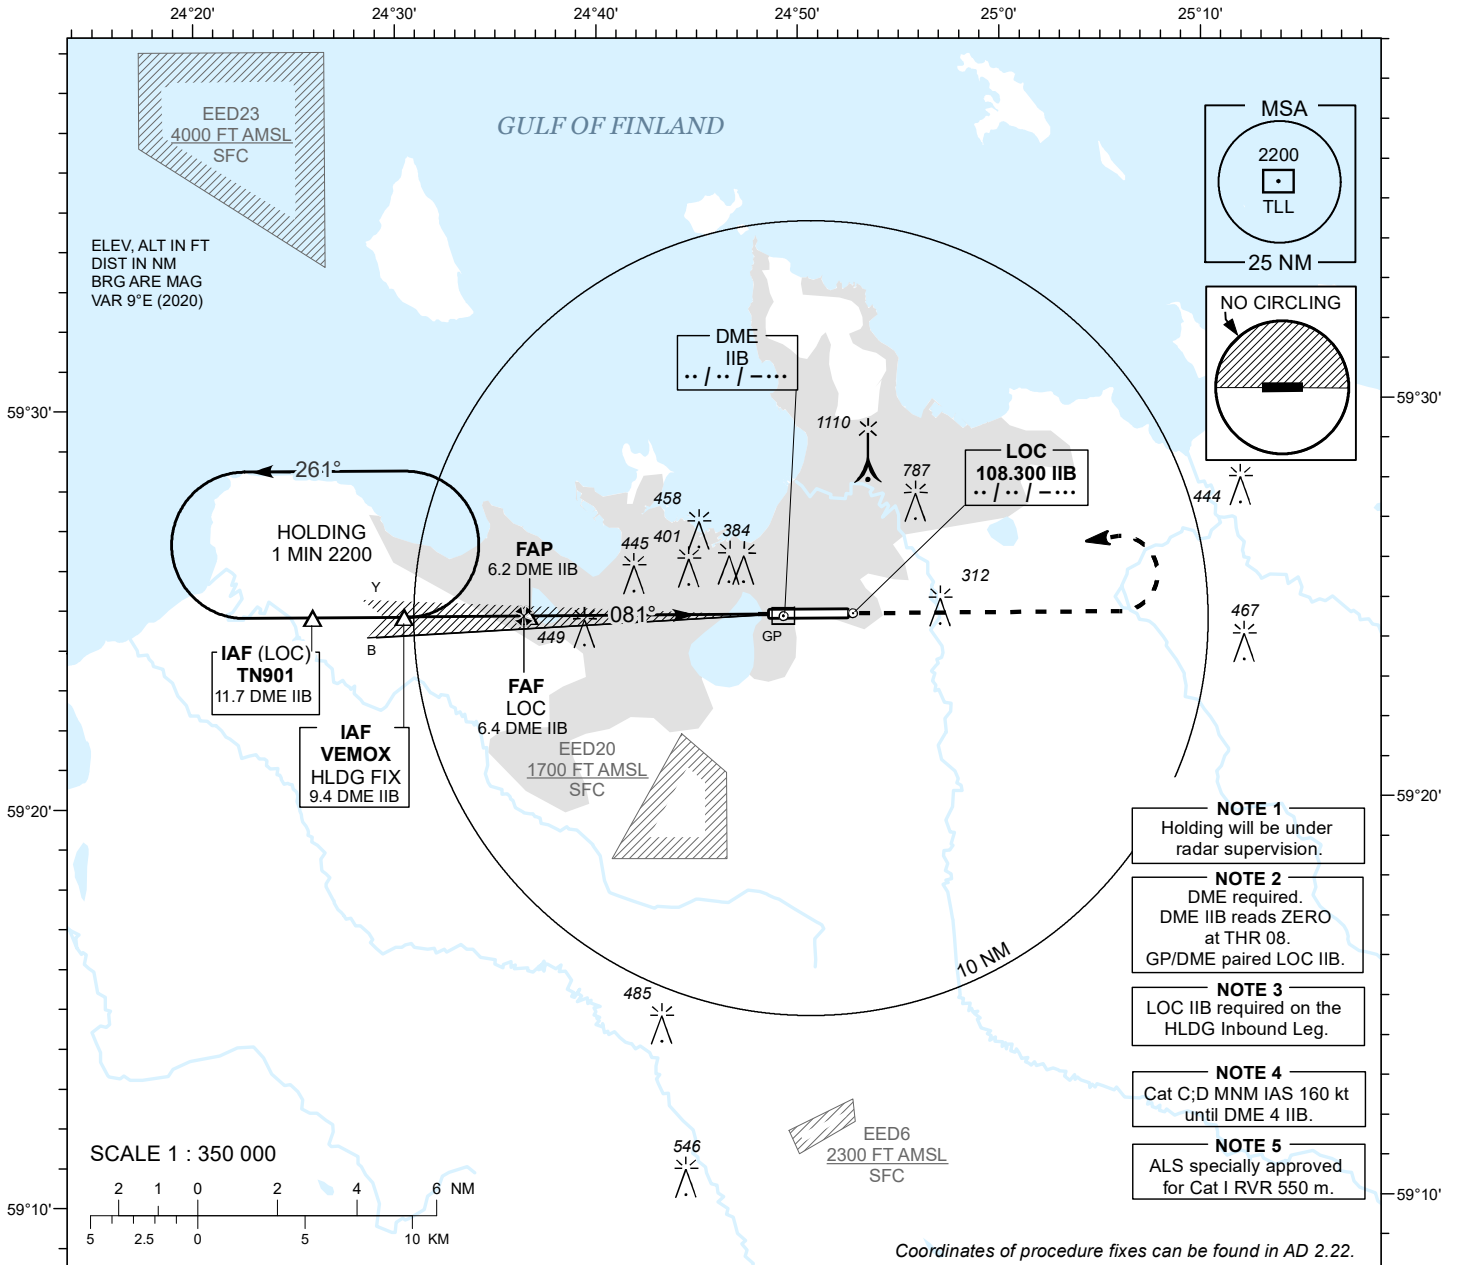 24°20'
24°30'
24°40'
24°50'
25°0'
25°10'
EED23
4000 FT AMSL
SFC
GULF OF FINLAND
MSA
2200
TLL
25 NM
ELEV, ALT IN FT
DIST IN NM
BRG ARE MAG
VAR 9°E (2020)
NO CIRCLING
DME
IIB
•• / •• / –•••
59°30'
59°30'
1110
787
LOC
108.300 IIB
•• / •• / –•••
444
261°
458
HOLDING
1 MIN 2200
445
401
384
FAP
6.2 DME IIB
312
Y
081°
467
449
GP
B
IAF (LOC)
TN901
11.7 DME IIB
FAF
LOC
6.4 DME IIB
IAF
VEMOX
HLDG FIX
9.4 DME IIB
EED20
1700 FT AMSL
SFC
59°20'
59°20'
NOTE 1
Holding will be under
radar supervision.
NOTE 2
DME required.
DME IIB reads ZERO
at THR 08.
GP/DME paired LOC IIB.
10 NM
485
NOTE 3
LOC IIB required on the
HLDG Inbound Leg.
NOTE 4
Cat C;D MNM IAS 160 kt
until DME 4 IIB.
EED6
2300 FT AMSL
SFC
546
NOTE 5
ALS specially approved
for Cat I RVR 550 m.
SCALE 1 : 350 000
2 1 0 2 4 6 NM
5 2.5 0 5 10 KM
59°10'
59°10'
Coordinates of procedure fixes can be found in AD 2.22.